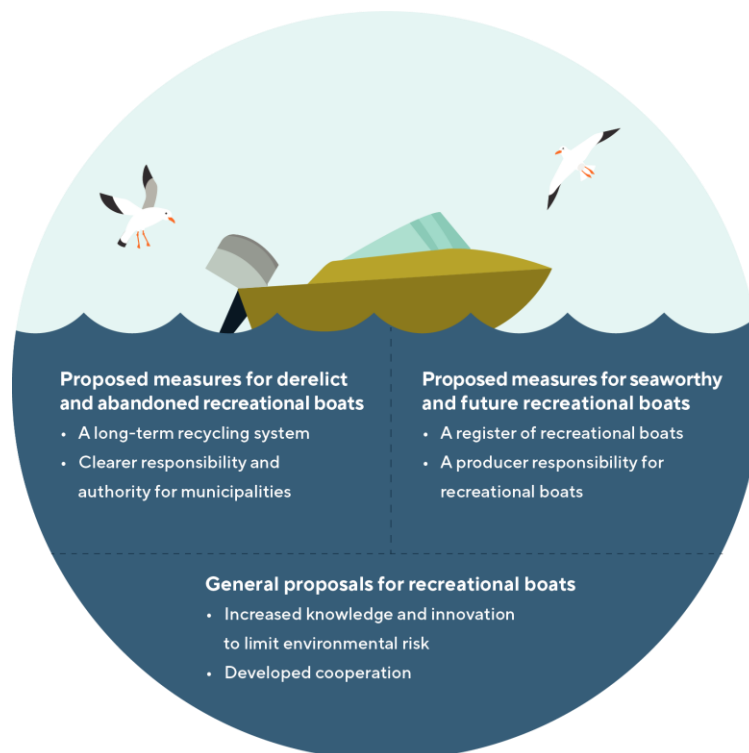 Proposed measures for derelict
and abandoned recreational boats
• A long-term recycling system
• Clearer responsibility and
authority for municipalities
Proposed measures for seaworthy
and future recreational boats
• A register of recreational boats
• A producer responsibility for
recreational boats
General proposals for recreational boats
• Increased knowledge and innovation
to limit environmental risk
• Developed cooperation